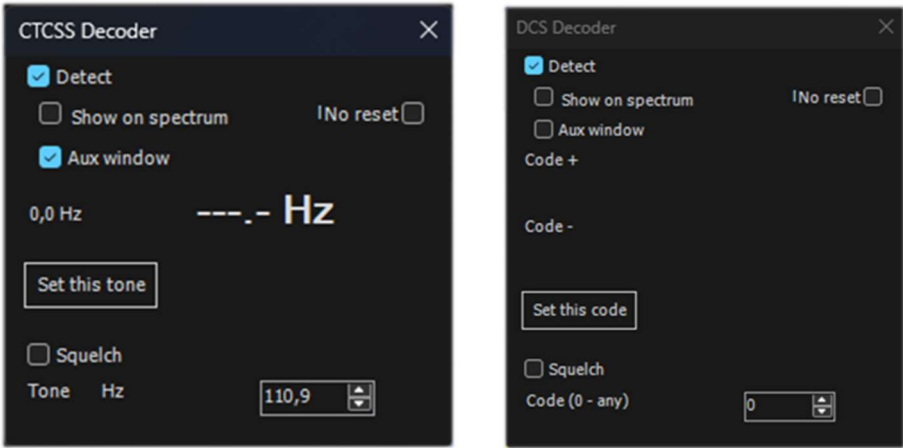 CTCSS Decoder
Detect
Show on spectrum
No reset
Aux window
0,0 Hz
---.- Hz
Set this tone
Squelch
Tone Hz
110,9
DCS Decoder
Detect
Show on spectrum
No reset
Aux window
Code +
Code -
Set this code
Squelch
Code (0 - any)
0